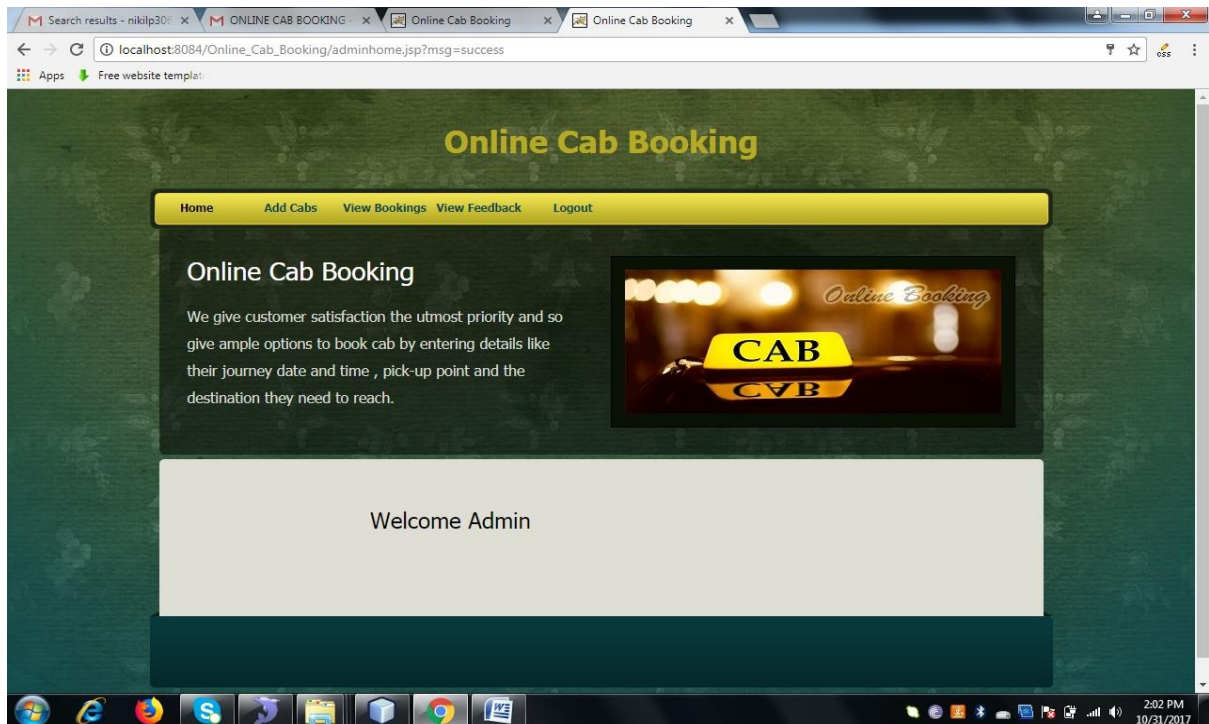 Search results - nikilp306
ONLINE CAB BOOKING -
Online Cab Booking
Online Cab Booking
localhost:8084/Online_Cab_Booking/adminhome.jsp?msg=success
css
Apps Free website templat
Online Cab Booking
Home Add Cabs View Bookings View Feedback Logout
Online Cab Booking
We give customer satisfaction the utmost priority and so
give ample options to book cab by entering details like
their journey date and time , pick-up point and the
destination they need to reach.
Online Booking
CAB
Welcome Admin
2:02 PM
10/31/2017